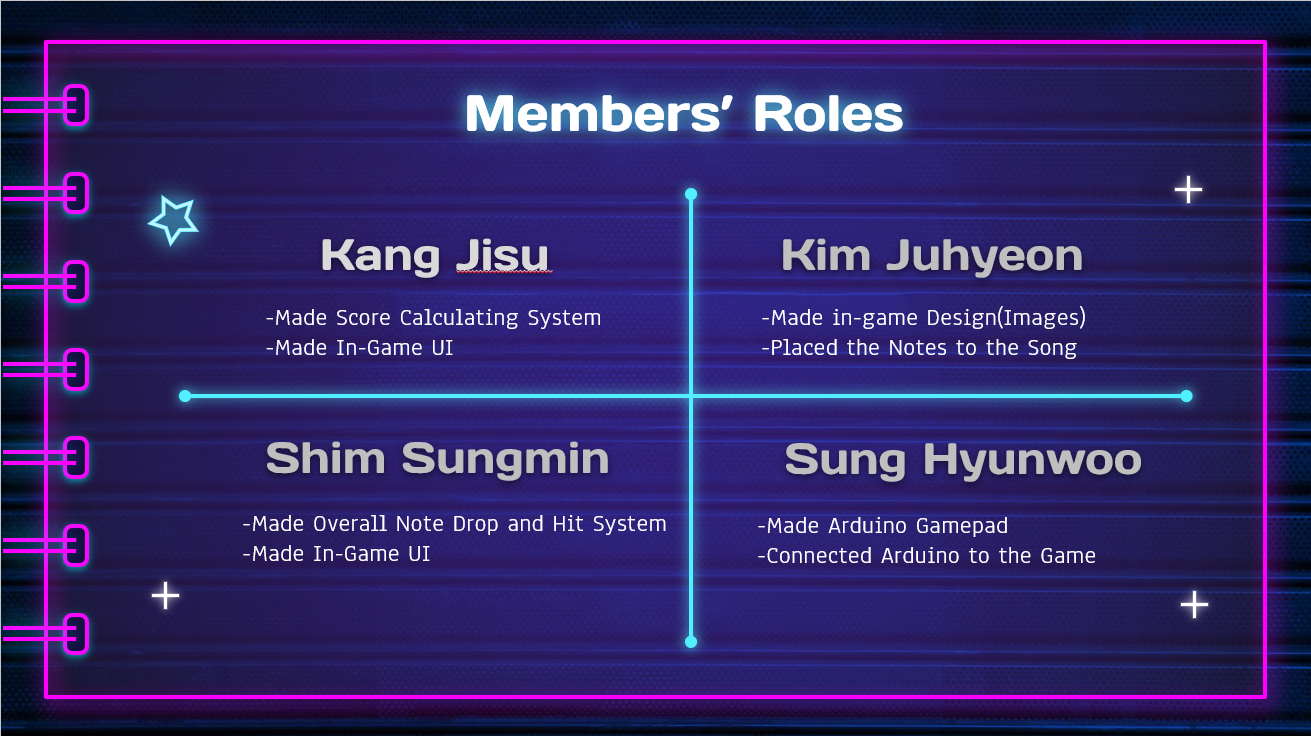 Members’ Roles
Kang Jisu
-Made Score Calculating System
-Made In-Game UI
Kim Juhyeon
-Made in-game Design(Images)
-Placed the Notes to the Song
Shim Sungmin
-Made Overall Note Drop and Hit System
-Made In-Game UI
Sung Hyunwoo
-Made Arduino Gamepad
-Connected Arduino to the Game